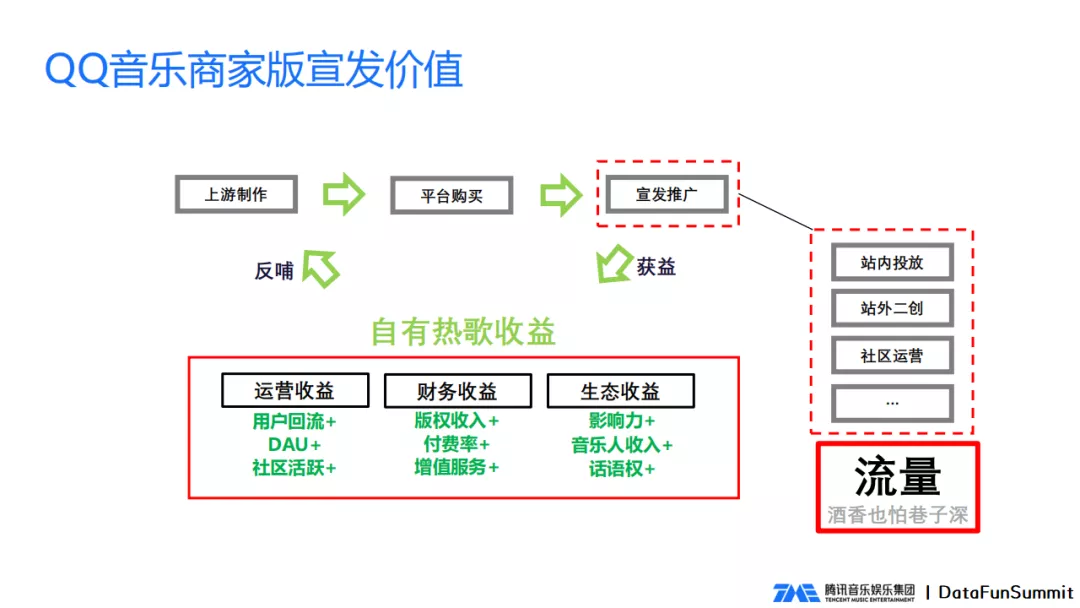 QQ音乐商家版宣发价值
上游制作
平台购买
宣发推广
反哺
获益
站内投放
站外二创
社区运营
...
自有热歌收益
运营收益
用户回流+
DAU+
社区活跃+
财务收益
版权收入+
付费率+
增值服务+
生态收益
影响力+
音乐人收入+
话语权+
流量
酒香也怕巷子深
TME 腾讯音乐娱乐集团
TENCENT MUSIC ENTERTAINMENT
| DataFunSummit